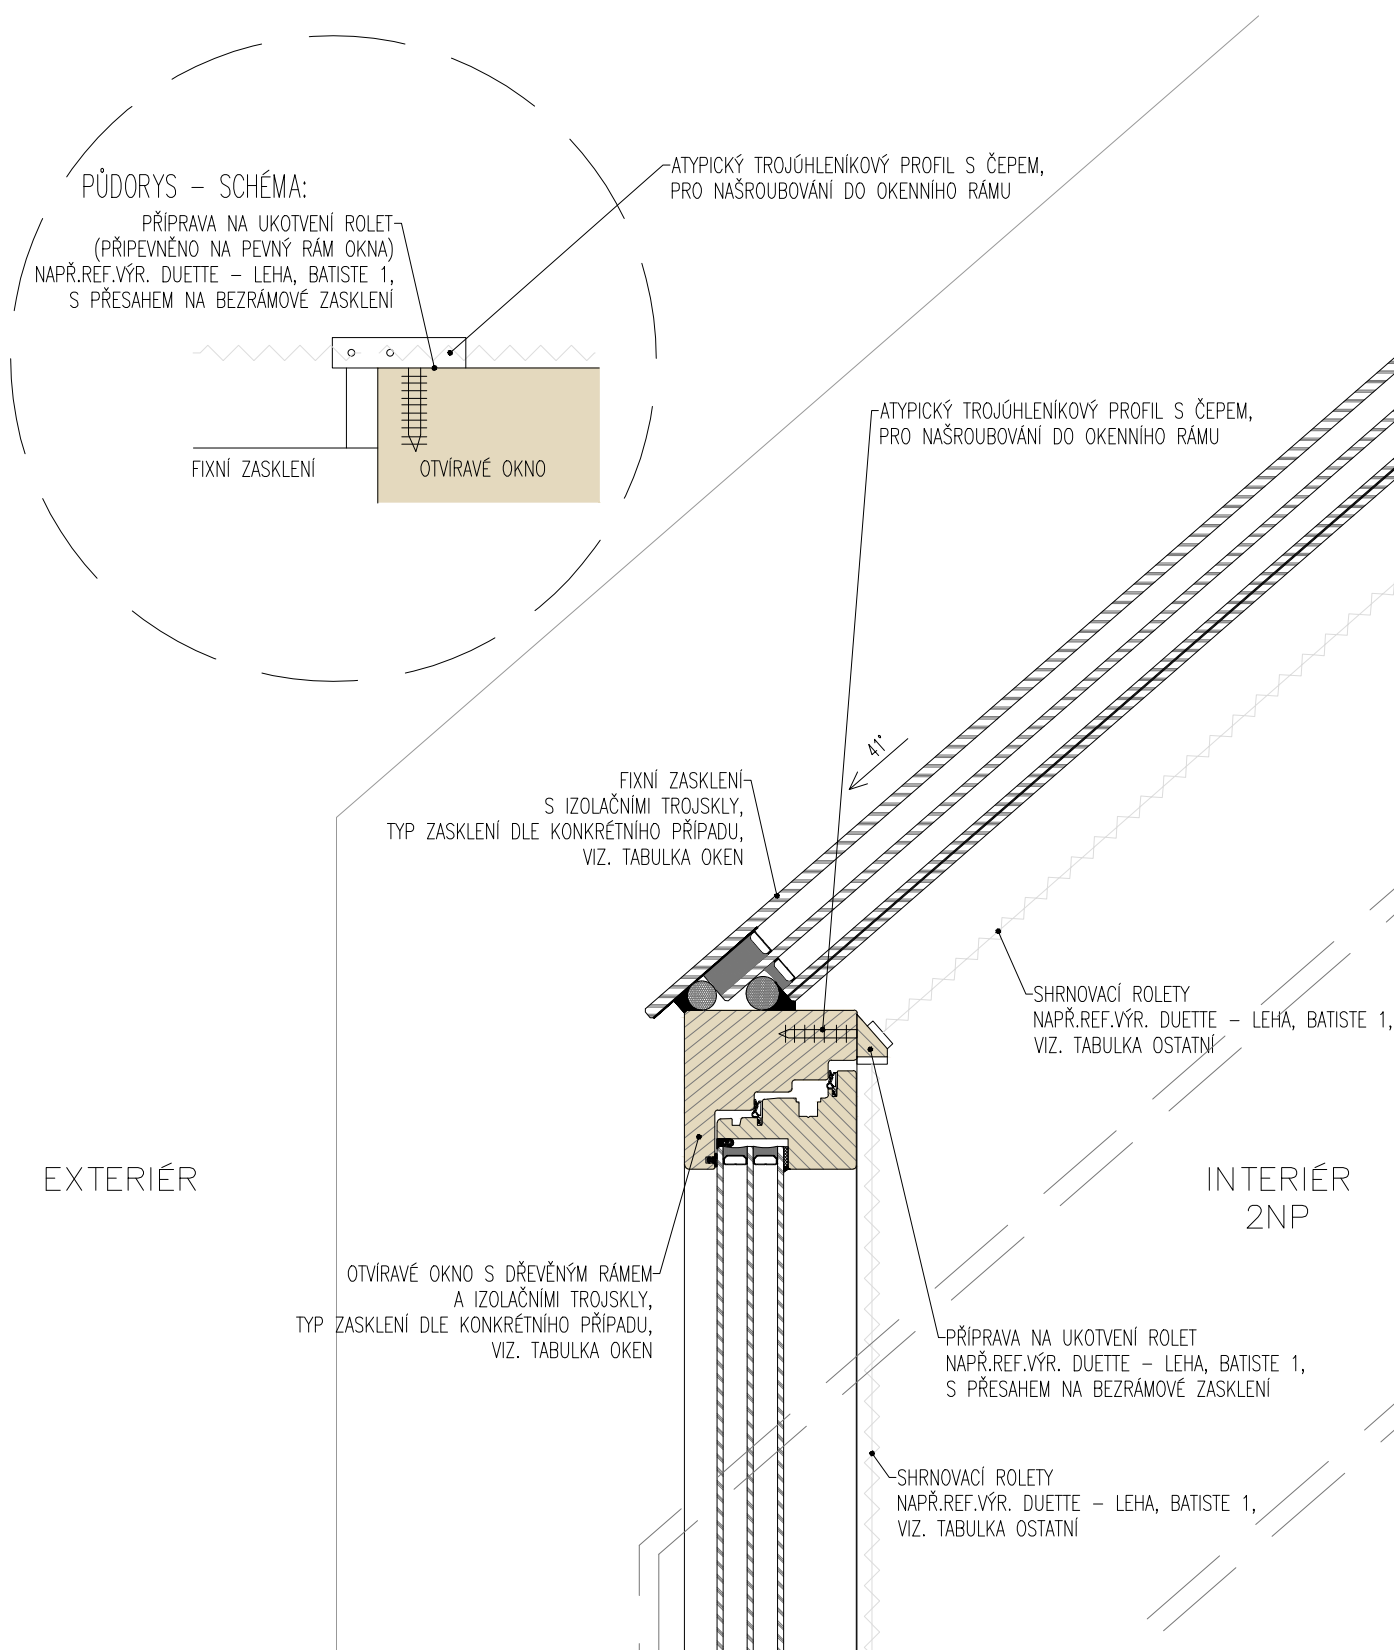 PŮDORYS – SCHÉMA:
PŘÍPRAVA NA UKOTVENÍ ROLET
(PŘIPEVNĚNO NA PEVNÝ RÁM OKNA)
NAPŘ.REF.VÝR. DUETTE – LEHA, BATISTE 1,
S PŘESAHEM NA BEZRÁMOVÉ ZASKLENÍ
ATYPICKÝ TROJÚHLENÍKOVÝ PROFIL S ČEPEM,
PRO NAŠROUBOVÁNÍ DO OKENNÍHO RÁMU
FIXNÍ ZASKLENÍ
OTVÍRAVÉ OKNO
ATYPICKÝ TROJÚHLENÍKOVÝ PROFIL S ČEPEM,
PRO NAŠROUBOVÁNÍ DO OKENNÍHO RÁMU
41°
FIXNÍ ZASKLENÍ
S IZOLAČNÍMI TROJSKLY,
TYP ZASKLENÍ DLE KONKRÉTNÍHO PŘÍPADU,
VIZ. TABULKA OKEN
SHRNOVACÍ ROLETY
NAPŘ.REF.VÝR. DUETTE – LEHA, BATISTE 1,
VIZ. TABULKA OSTATNÍ
EXTERIÉR
INTERIÉR
2NP
OTVÍRAVÉ OKNO S DŘEVĚNÝM RÁMEM
A IZOLAČNÍMI TROJSKLY,
TYP ZASKLENÍ DLE KONKRÉTNÍHO PŘÍPADU,
VIZ. TABULKA OKEN
PŘÍPRAVA NA UKOTVENÍ ROLET
NAPŘ.REF.VÝR. DUETTE – LEHA, BATISTE 1,
S PŘESAHEM NA BEZRÁMOVÉ ZASKLENÍ
SHRNOVACÍ ROLETY
NAPŘ.REF.VÝR. DUETTE – LEHA, BATISTE 1,
VIZ. TABULKA OSTATNÍ